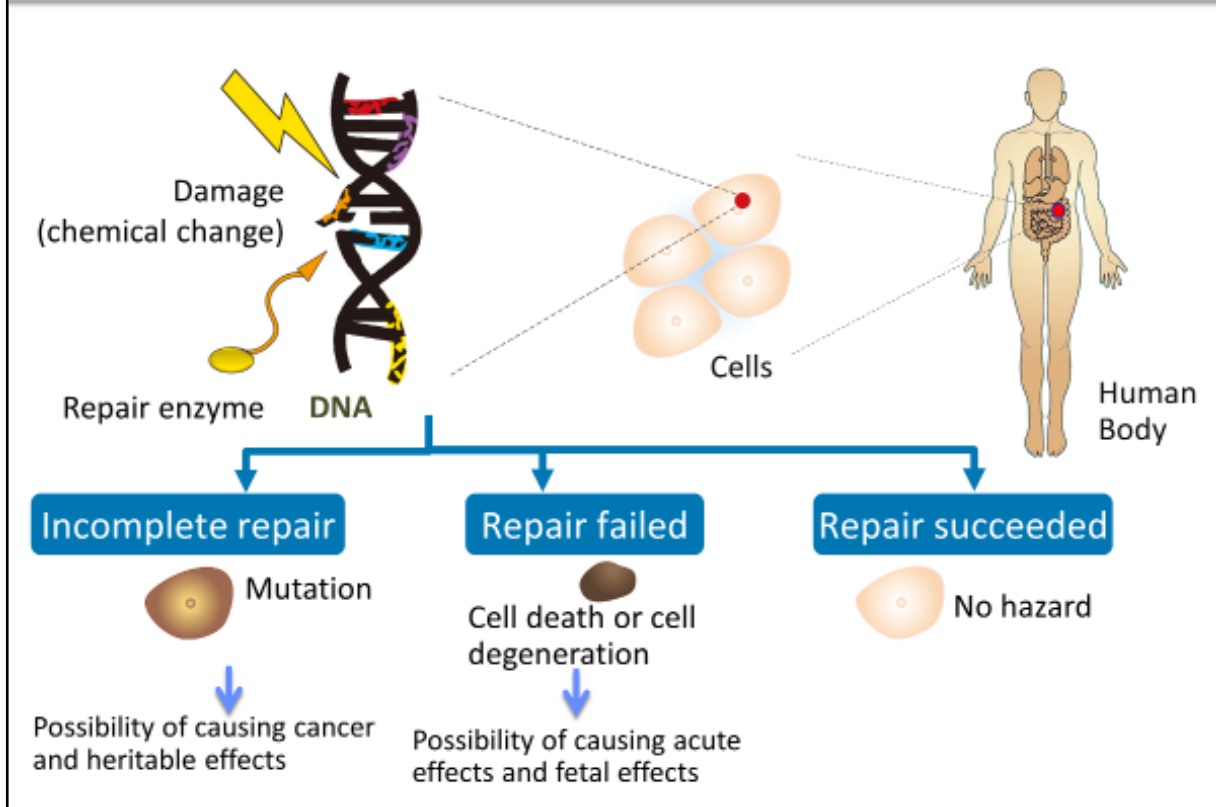 Damage
(chemical change)
Repair enzyme
DNA
Cells
Human
Body
Incomplete repair
Mutation
Possibility of causing cancer
and heritable effects
Repair failed
Cell death or cell
degeneration
Possibility of causing acute
effects and fetal effects
Repair succeeded
No hazard